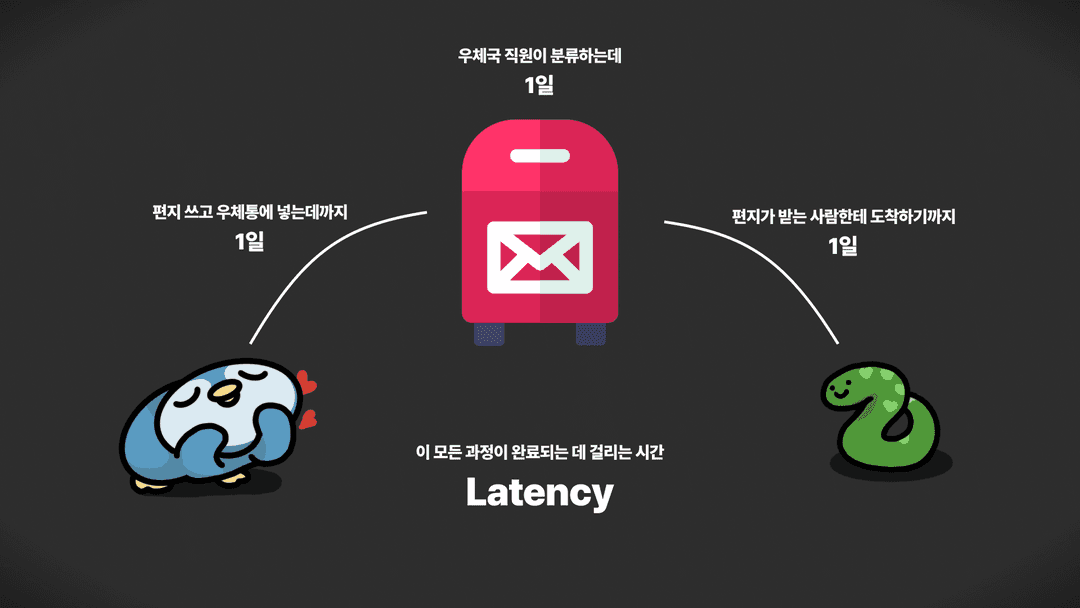 우체국 직원이 분류하는데
1일
편지 쓰고 우체통에 넣는데까지
1일
편지가 받는 사람한테 도착하기까지
1일
이 모든 과정이 완료되는 데 걸리는 시간
Latency